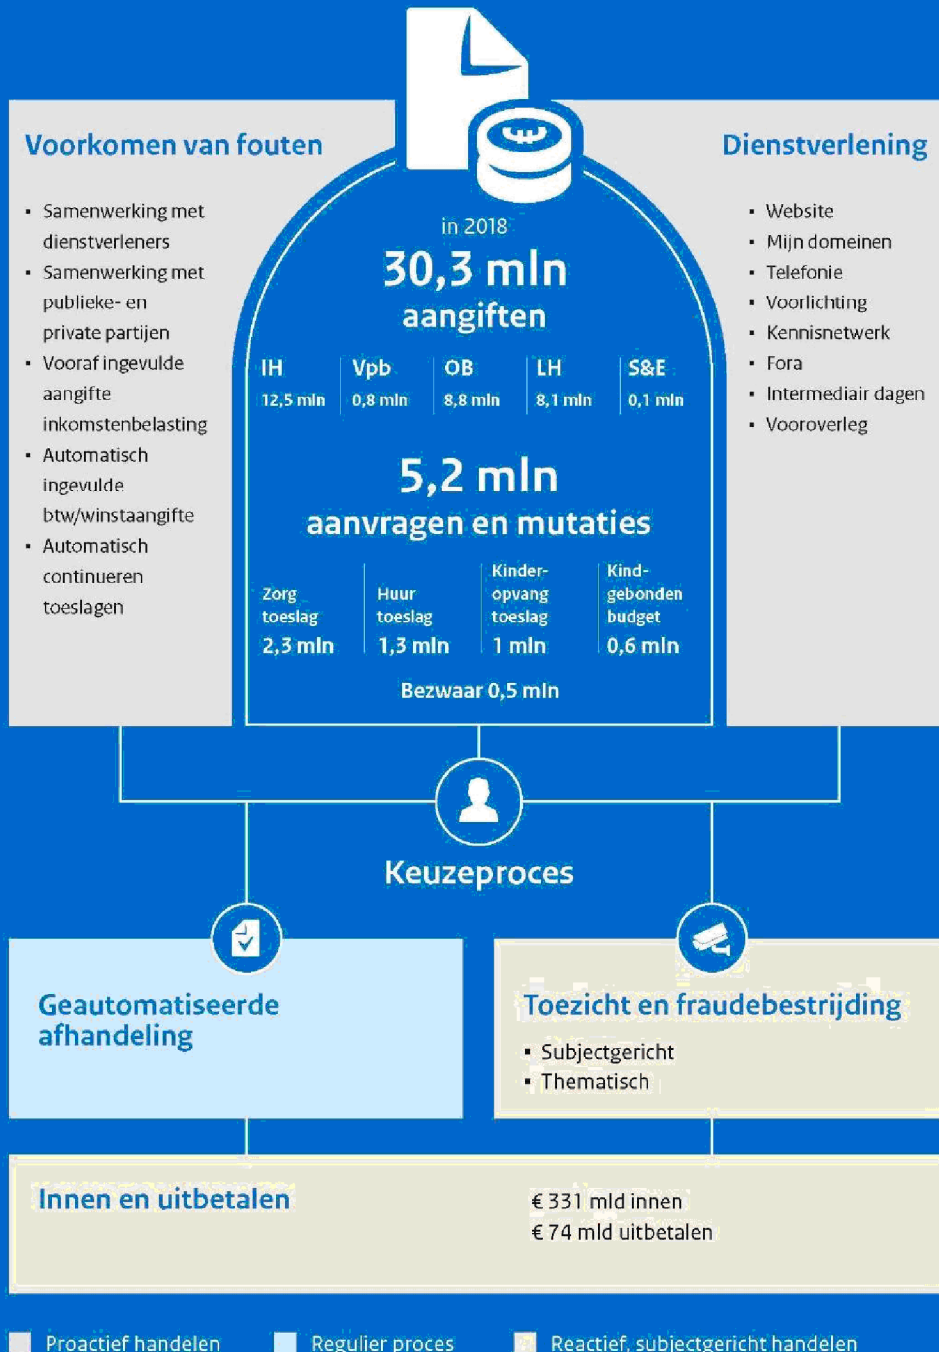 Voorkomen van fouten
▪ Samenwerking met
dienstverleners
▪ Samenwerking met
publieke- en
private partijen
▪ Vooraf ingevulde
aangifte
inkomstenbelasting
▪ Automatisch
ingevulde
btw/winstaangifte
▪ Automatisch
continueren
toeslagen
in 2018
30,3 mln
aangiften
IH Vpb OB LH S&E
12,5 mln 0,8 mln 8,8 mln 8,1 mln 0,1 mln
5,2 mln
aanvragen en mutaties
Zorg
toeslag
2,3 mln
Huur
toeslag
1,3 mln
Kinder-
opvang
toeslag
1 mln
Kind-
gebonden
budget
0,6 mln
Bezwaar 0,5 mln
Dienstverlening
▪ Website
▪ Mijn domeinen
▪ Telefonie
▪ Voorlichting
▪ Kennisnetwerk
▪ Fora
▪ Intermediair dagen
▪ Vooroverleg
Keuzeproces
Geautomatiseerde
afhandeling
Toezicht en fraudebestrijding
▪ Subjectgericht
▪ Thematisch
Innen en uitbetalen
€ 331 mld innen
€ 74 mld uitbetalen
Proactief handelen Regulier proces Reactief, subjectgericht handelen